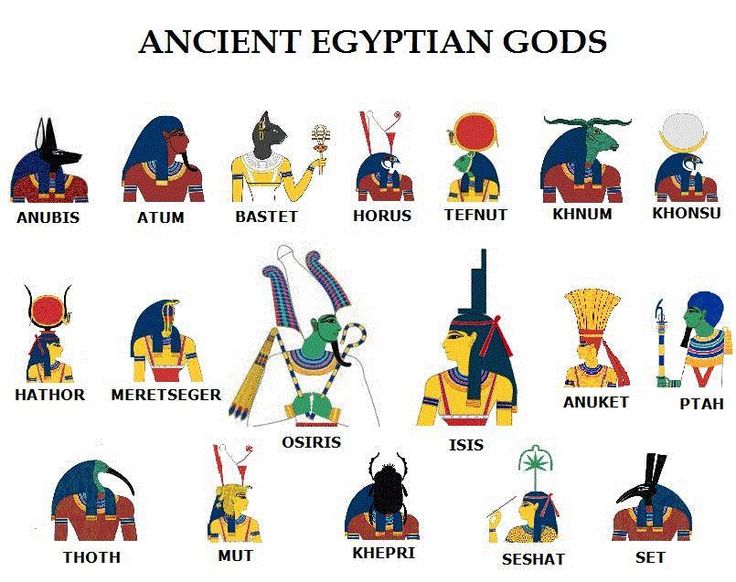 ANCIENT EGYPTIAN GODS
ANUBIS
ATUM
BASTET
HORUS
TEFNUT
KHNUM
KHONSU
HATHOR
MERETSEGER
OSIRIS
ISIS
ANUKET
PTAH
THOTH
MUT
KHEPRI
SESHAT
SET